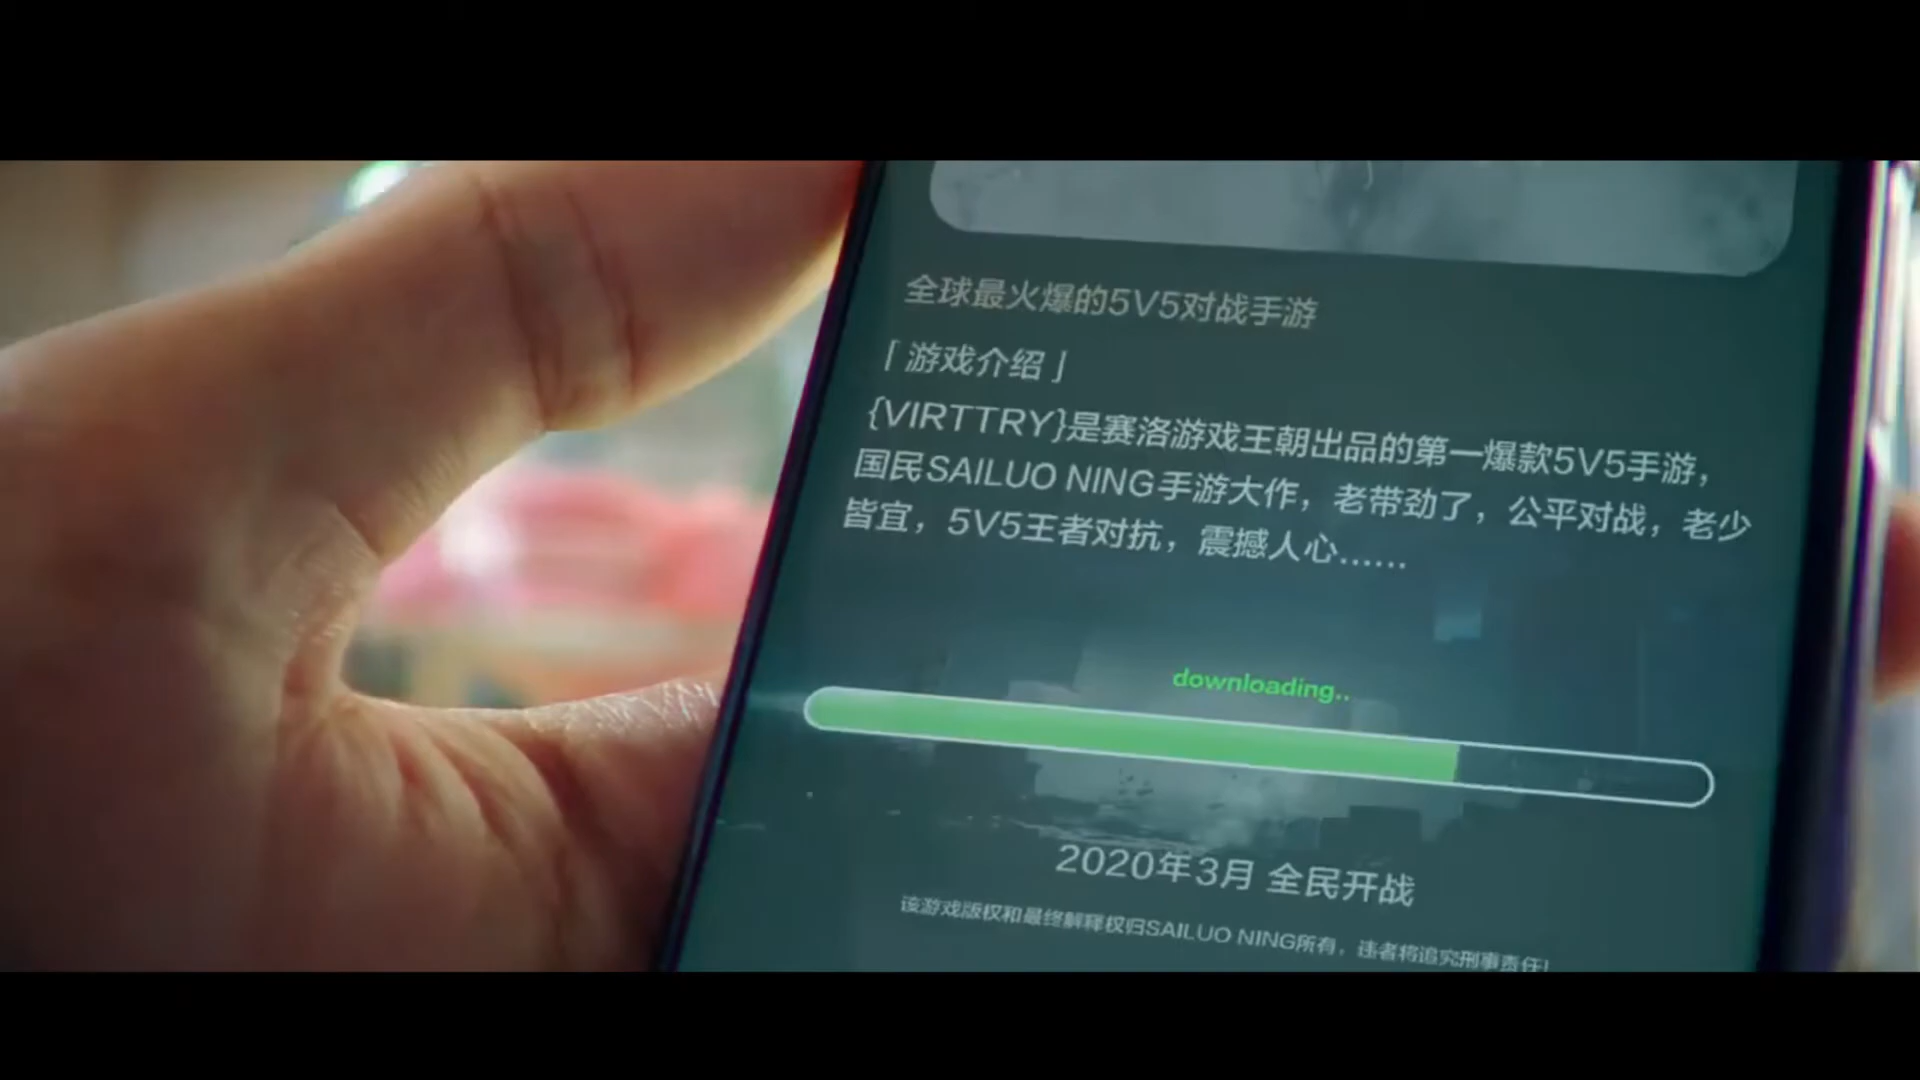 全球最火爆的5V5对战手游
「游戏介绍」
{VIRTTRY}是赛洛游戏王朝出品的第一爆款5V5手游，
国民SAILUO NING手游大作，老带劲了，公平对战，老少
皆宜，5V5王者对抗，震撼人心……
downloading..
2020年3月 全民开战
该游戏版权和最终解释权归SAILUO NING所有，违者将追究刑事责任!